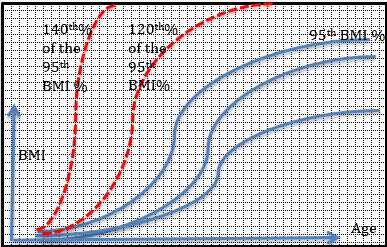 140th%
of the
95th
BMI %
120th%
of the
95th
BMI%
95th BMI %
BMI
Age